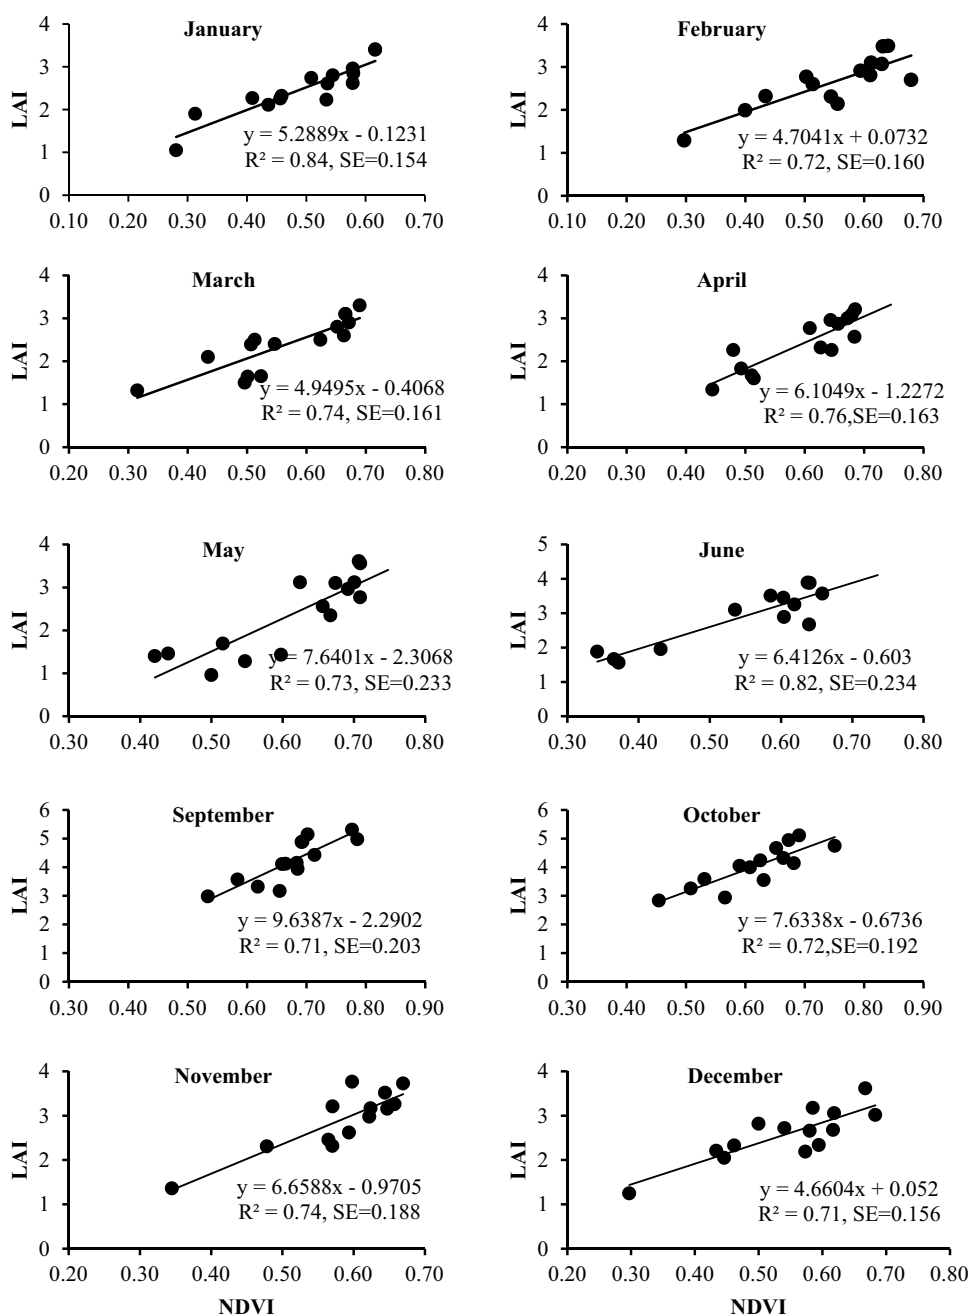 January
LAI
4
3
2
1
0
y = 5.2889x - 0.1231
R² = 0.84, SE=0.154
0.10 0.20 0.30 0.40 0.50 0.60 0.70
February
LAI
4
3
2
1
0
y = 4.7041x + 0.0732
R² = 0.72, SE=0.160
0.10 0.20 0.30 0.40 0.50 0.60 0.70
March
LAI
4
3
2
1
0
y = 4.9495x - 0.4068
R² = 0.74, SE=0.161
0.20 0.30 0.40 0.50 0.60 0.70 0.80
April
LAI
4
3
2
1
0
y = 6.1049x - 1.2272
R² = 0.76,SE=0.163
0.20 0.30 0.40 0.50 0.60 0.70 0.80
May
LAI
4
3
2
1
0
y = 7.6401x - 2.3068
R² = 0.73, SE=0.233
0.30 0.40 0.50 0.60 0.70 0.80
June
LAI
5
4
3
2
1
0
y = 6.4126x - 0.603
R² = 0.82, SE=0.234
0.30 0.40 0.50 0.60 0.70 0.80
September
LAI
6
5
4
3
2
1
0
y = 9.6387x - 2.2902
R² = 0.71, SE=0.203
0.30 0.40 0.50 0.60 0.70 0.80 0.90
October
LAI
6
5
4
3
2
1
0
y = 7.6338x - 0.6736
R² = 0.72,SE=0.192
0.30 0.40 0.50 0.60 0.70 0.80 0.90
November
LAI
4
3
2
1
0
y = 6.6588x - 0.9705
R² = 0.74, SE=0.188
0.20 0.30 0.40 0.50 0.60 0.70
NDVI
December
LAI
4
3
2
1
0
y = 4.6604x + 0.052
R² = 0.71, SE=0.156
0.20 0.30 0.40 0.50 0.60 0.70 0.80
NDVI